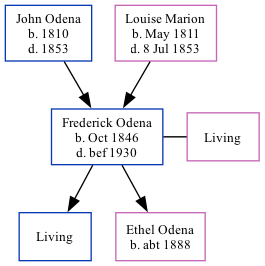 John Odena
b. 1810
d. 1853
Louise Marion
b. May 1811
d. 8 Jul 1853
Frederick Odena
b. Oct 1846
d. bef 1930
Living
Living
Ethel Odena
b. abt 1888